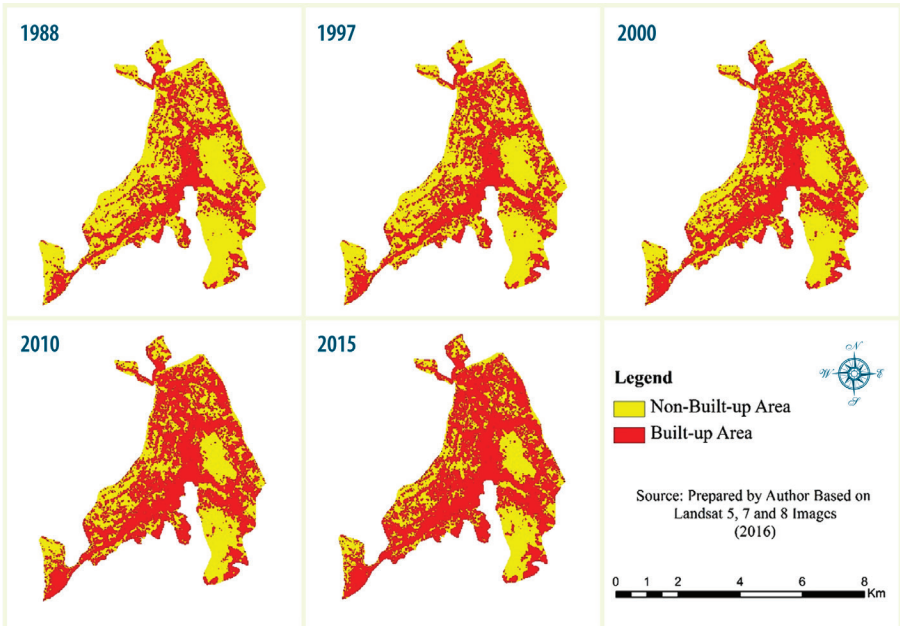 1988
1997
2000
2010
2015
N
W
E
S
Legend
Non-Built-up Area
Built-up Area
Source: Prepared by Author Based on
Landsat 5, 7 and 8 Images
(2016)
0 1 2 4 6 8
Km